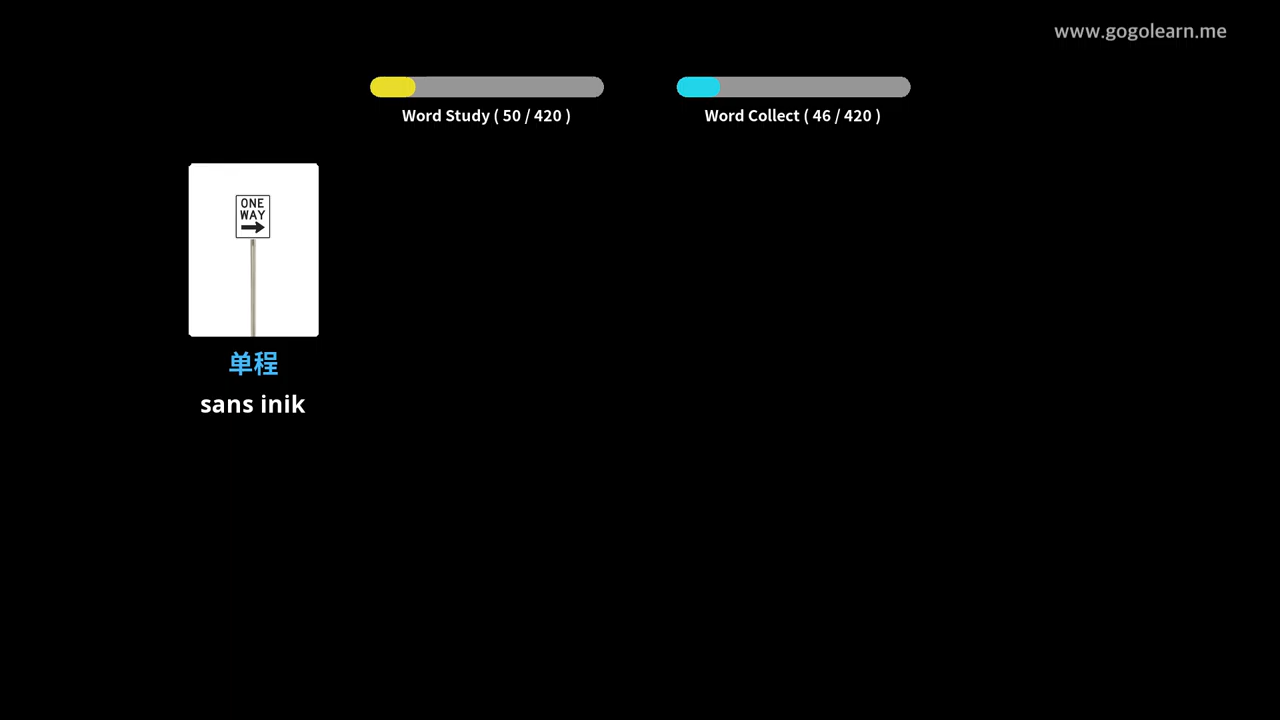 www.gogolearn.me
Word Study ( 50 / 420 )
Word Collect ( 46 / 420 )
ONE
WAY
单程
sans inik